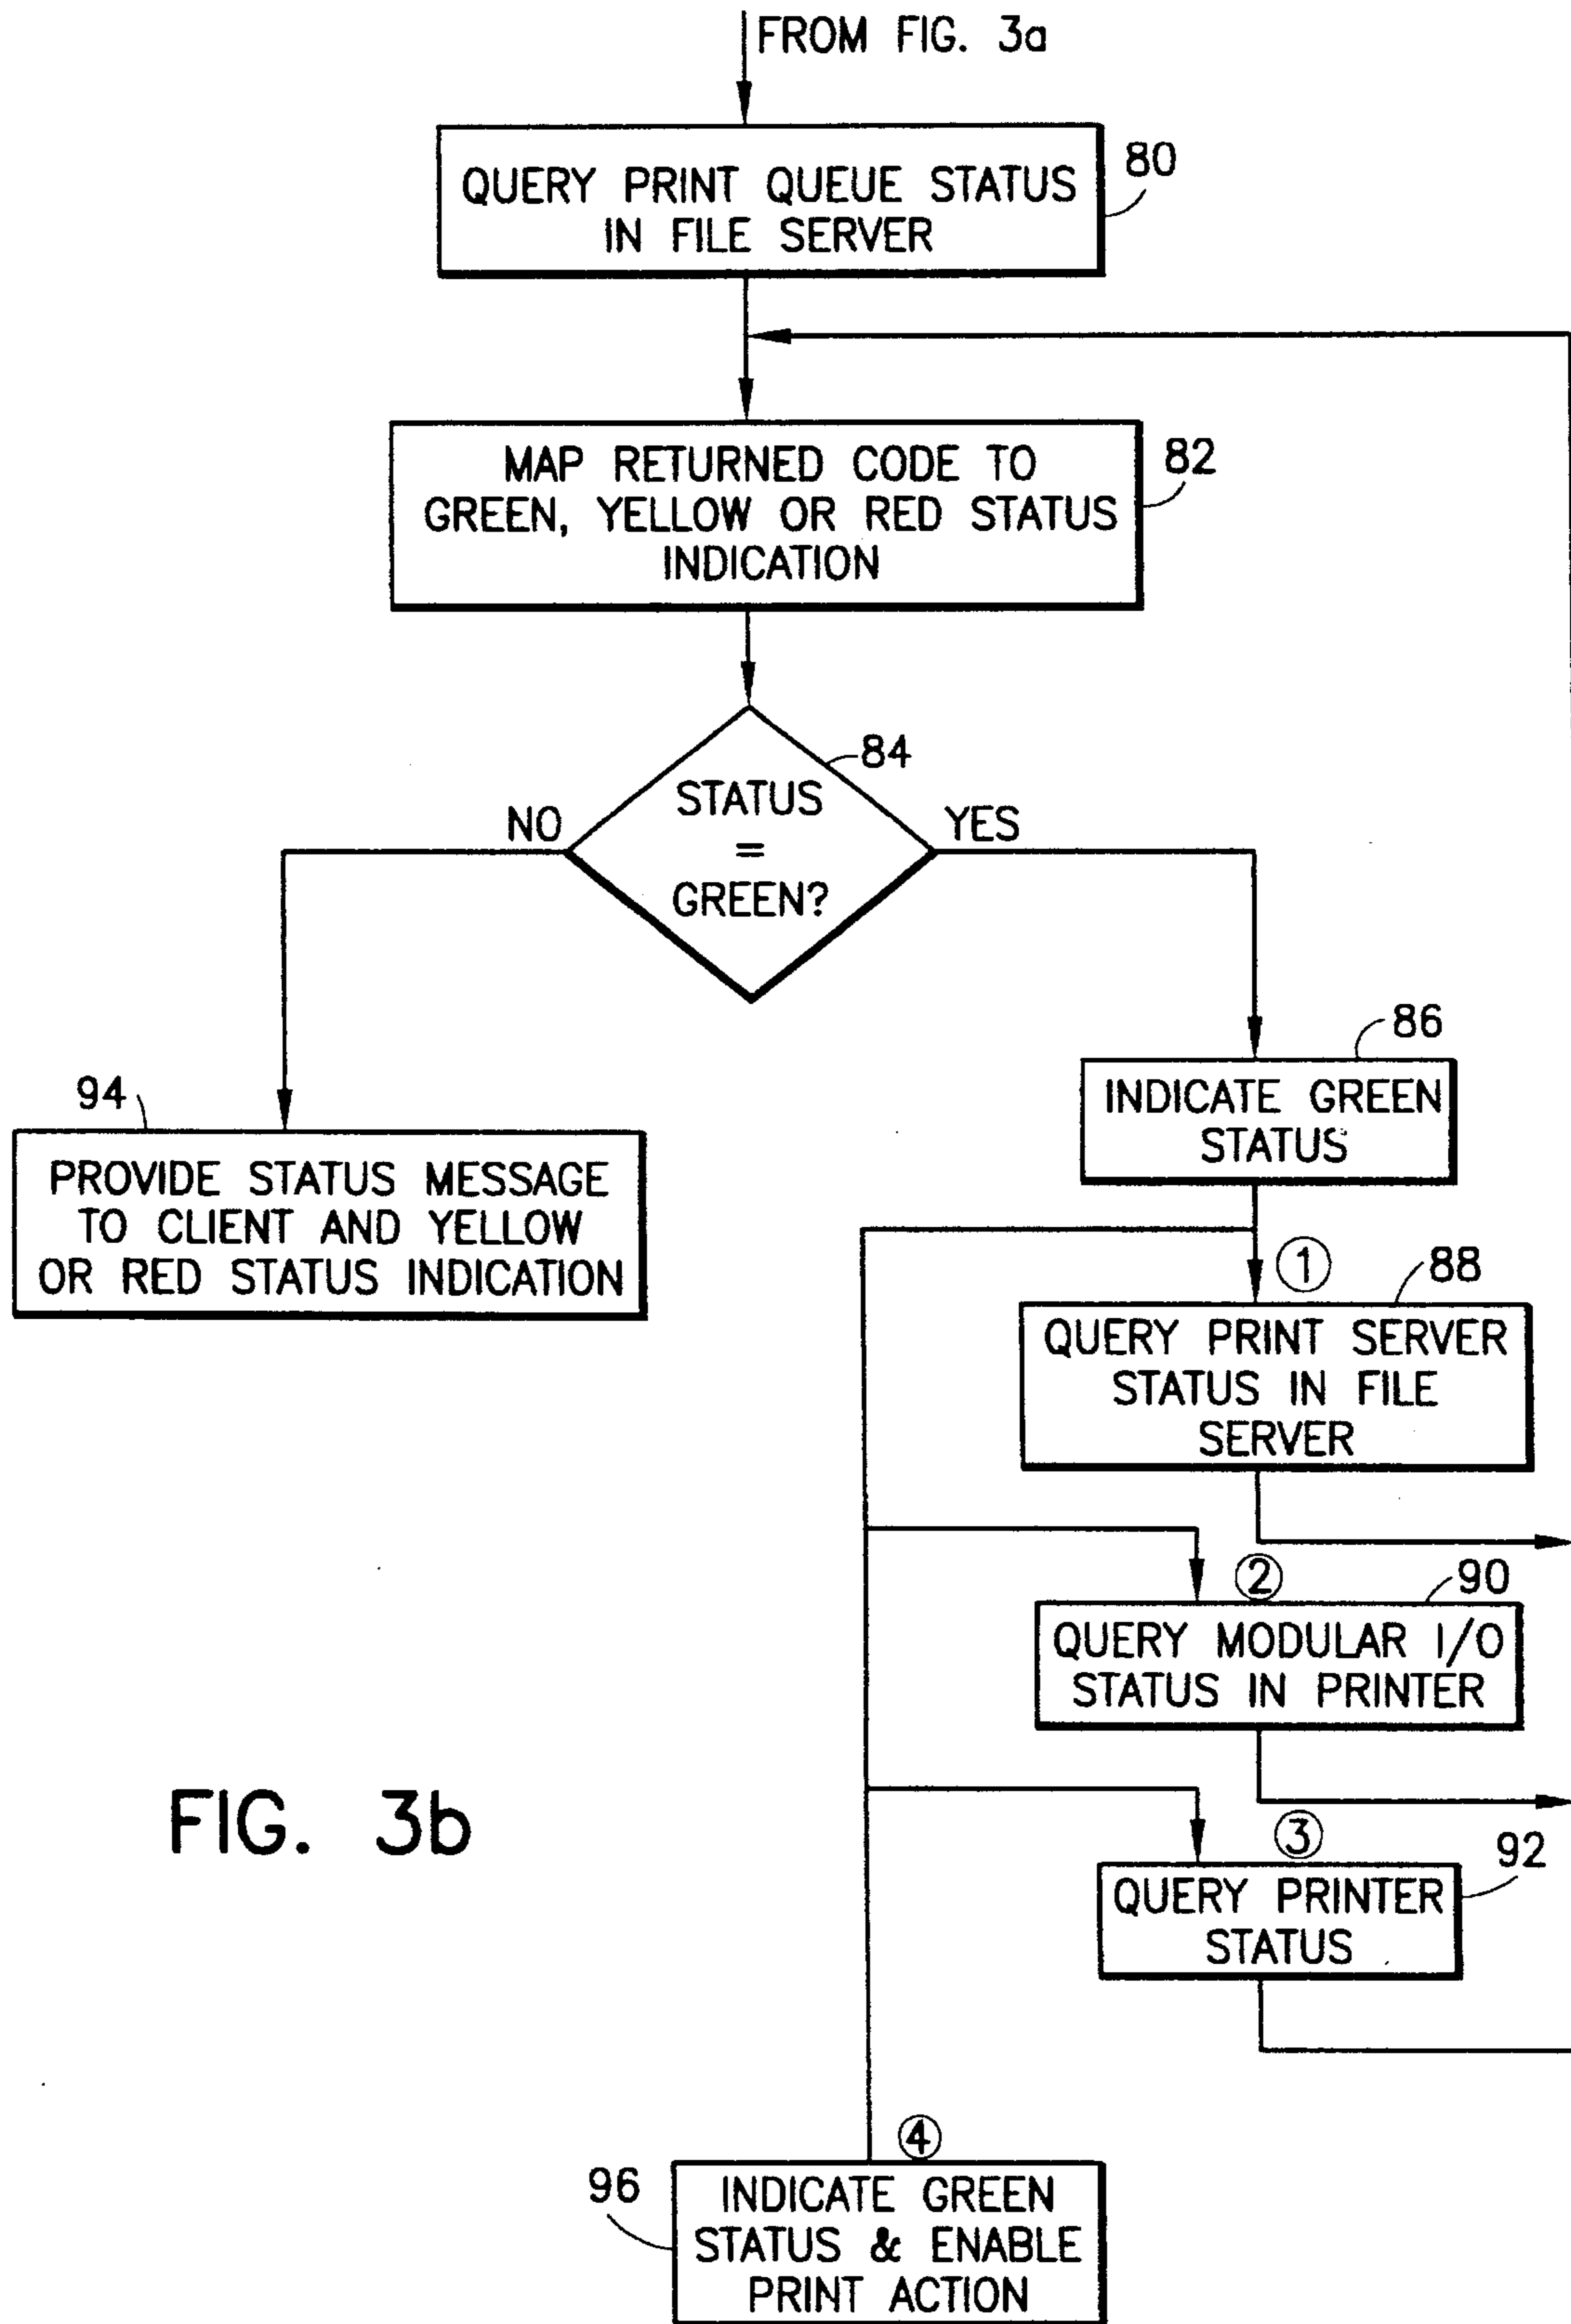 FROM FIG. 3a
QUERY PRINT QUEUE STATUS
IN FILE SERVER
80
MAP RETURNED CODE TO
GREEN, YELLOW OR RED STATUS
INDICATION
82
84
STATUS
=
GREEN?
NO
YES
86
INDICATE GREEN
STATUS
94
PROVIDE STATUS MESSAGE
TO CLIENT AND YELLOW
OR RED STATUS INDICATION
①
88
QUERY PRINT SERVER
STATUS IN FILE
SERVER
②
90
QUERY MODULAR I/O
STATUS IN PRINTER
③
92
QUERY PRINTER
STATUS
FIG. 3b
④
96
INDICATE GREEN
STATUS & ENABLE
PRINT ACTION